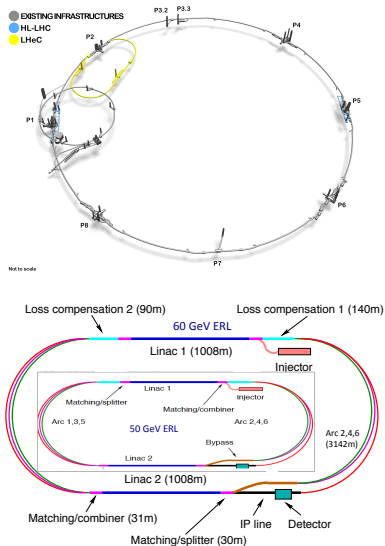 EXISTING INFRASTRUCTURES
HL-LHC
LHeC
P3.2
P3.3
P4
P2
P5
P1
P6
P8
P7
Not to scale
Loss compensation 2 (90m)
Loss compensation 1 (140m)
60 GeV ERL
Linac 1 (1008m)
Injector
Linac 1
Injector
Matching/splitter
Matching/combiner
Arc 1,3,5
50 GeV ERL
Arc 2,4,6
Bypass
Arc 2,4,6
(3142m)
Linac 2
Linac 2 (1008m)
Matching/combiner (31m)
IP line
Detector
Matching/splitter (30m)